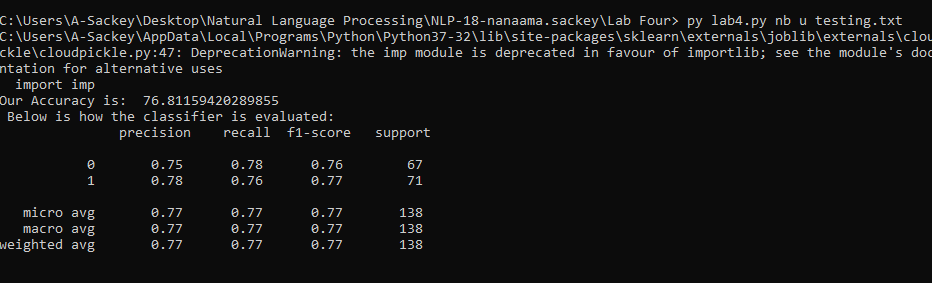 C:\Users\A-Sackey\Desktop\Natural Language Processing\NLP-18-nanaama.sackey\Lab Four> py lab4.py nb u testing.txt
C:\Users\A-Sackey\AppData\Local\Programs\Python\Python37-32\lib\site-packages\sklearn\externals\joblib\externals\clou
ckle\cloudpickle.py:47: DeprecationWarning: the imp module is deprecated in favour of importlib; see the module's doc
ntation for alternative uses
  import imp
Our Accuracy is:  76.81159420289855
 Below is how the classifier is evaluated:
              precision    recall  f1-score   support
           0       0.75      0.78      0.76        67
           1       0.78      0.76      0.77        71
   micro avg       0.77      0.77      0.77       138
   macro avg       0.77      0.77      0.77       138
weighted avg       0.77      0.77      0.77       138